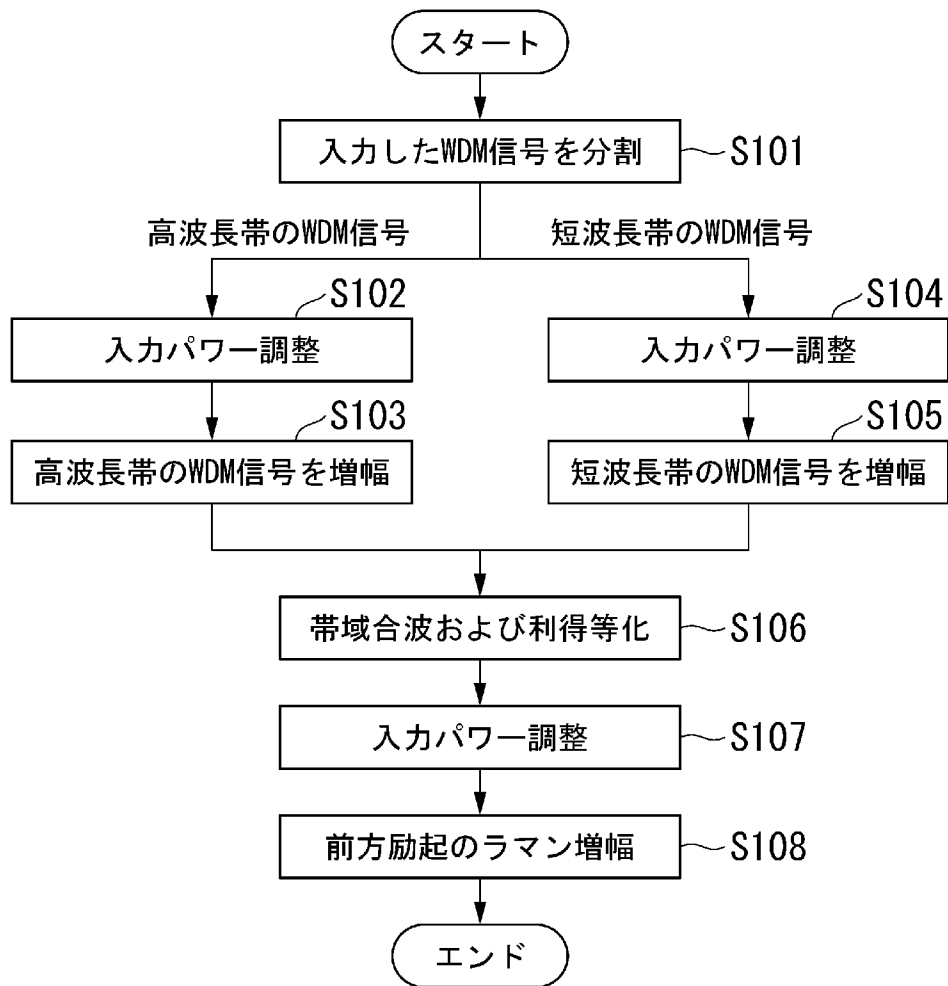 スタート
入力したWDM信号を分割
S101
高波長帯のWDM信号
短波長帯のWDM信号
S102
S104
入力パワー調整
入力パワー調整
S103
S105
高波長帯のWDM信号を増幅
短波長帯のWDM信号を増幅
帯域合波および利得等化
S106
入力パワー調整
S107
前方励起のラマン増幅
S108
エンド